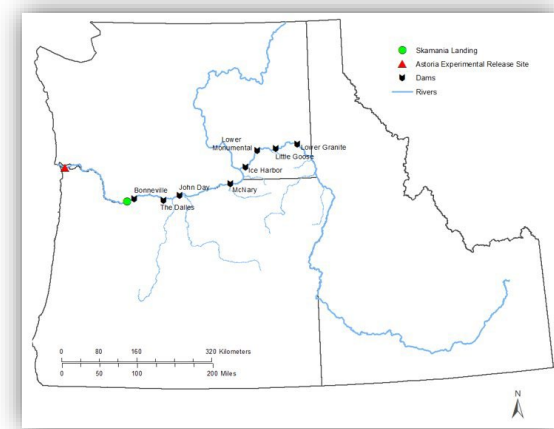 Skamania Landing
Astoria Experimental Release Site
Dams
Rivers
Lower
Monumental
Lower Granite
Little Goose
Ice Harbor
McNary
John Day
Bonneville
The Dalles
0 80 160 320 Kilometers
0 50 100 200 Miles
N